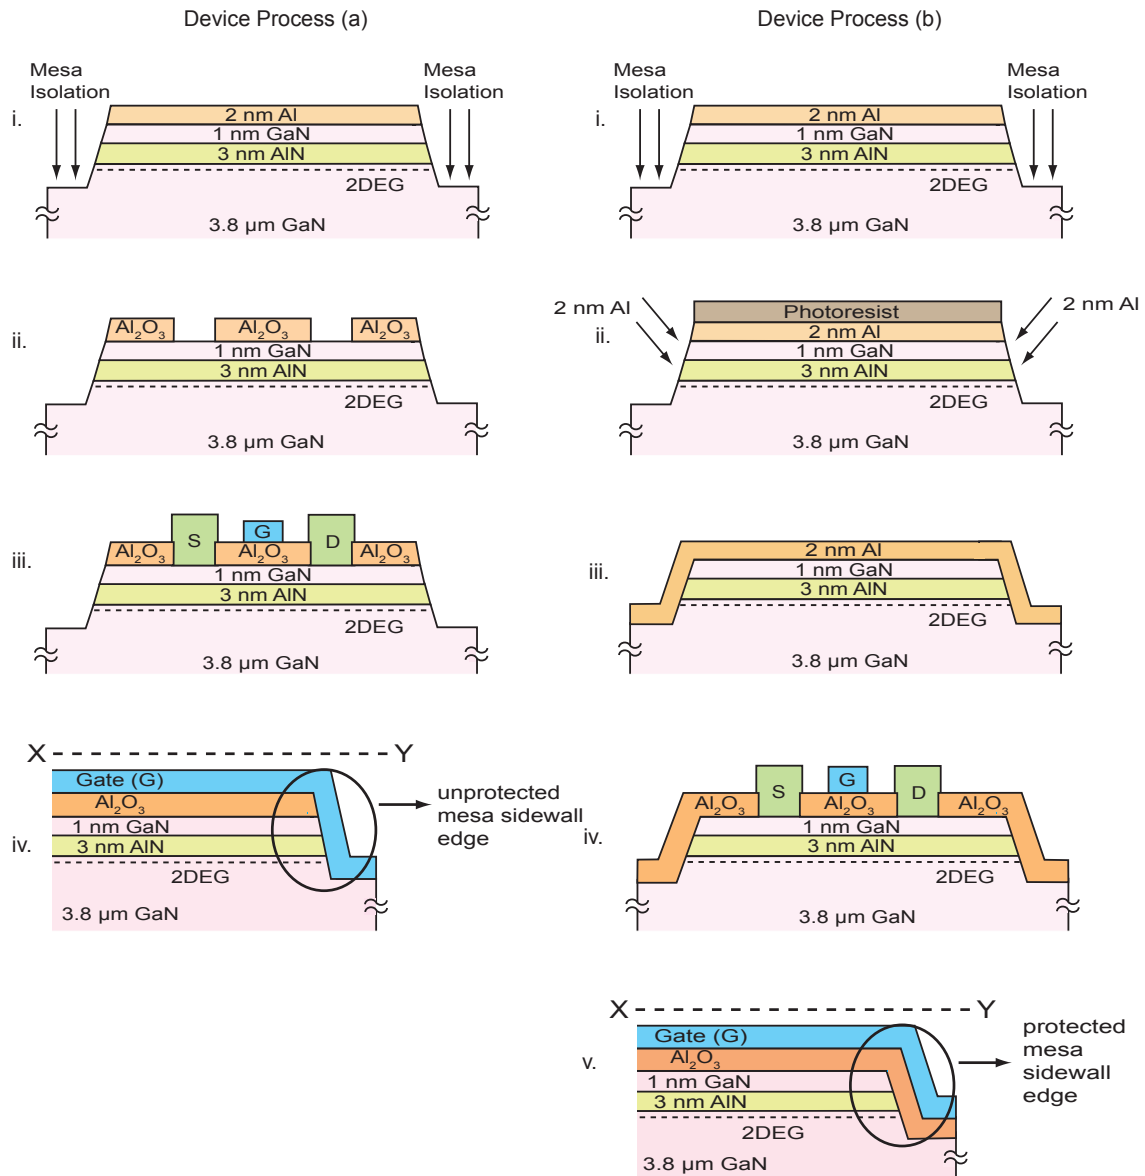 Device Process (a)
Mesa
Isolation
Mesa
Isolation
i.
2 nm Al
1 nm GaN
3 nm AlN
2DEG
3.8 µm GaN
ii.
Al₂O₃
Al₂O₃
Al₂O₃
1 nm GaN
3 nm AlN
2DEG
3.8 µm GaN
iii.
S
G
D
Al₂O₃
Al₂O₃
Al₂O₃
1 nm GaN
3 nm AlN
2DEG
3.8 µm GaN
X
Y
iv.
Gate (G)
Al₂O₃
1 nm GaN
3 nm AlN
2DEG
3.8 µm GaN
unprotected
mesa sidewall
edge
Device Process (b)
Mesa
Isolation
Mesa
Isolation
i.
2 nm Al
1 nm GaN
3 nm AlN
2DEG
3.8 µm GaN
2 nm Al
2 nm Al
ii.
Photoresist
2 nm Al
1 nm GaN
3 nm AlN
2DEG
3.8 µm GaN
iii.
2 nm Al
1 nm GaN
3 nm AlN
2DEG
3.8 µm GaN
iv.
S
G
D
Al₂O₃
Al₂O₃
Al₂O₃
1 nm GaN
3 nm AlN
2DEG
3.8 µm GaN
X
Y
v.
Gate (G)
Al₂O₃
1 nm GaN
3 nm AlN
2DEG
3.8 µm GaN
protected
mesa
sidewall
edge